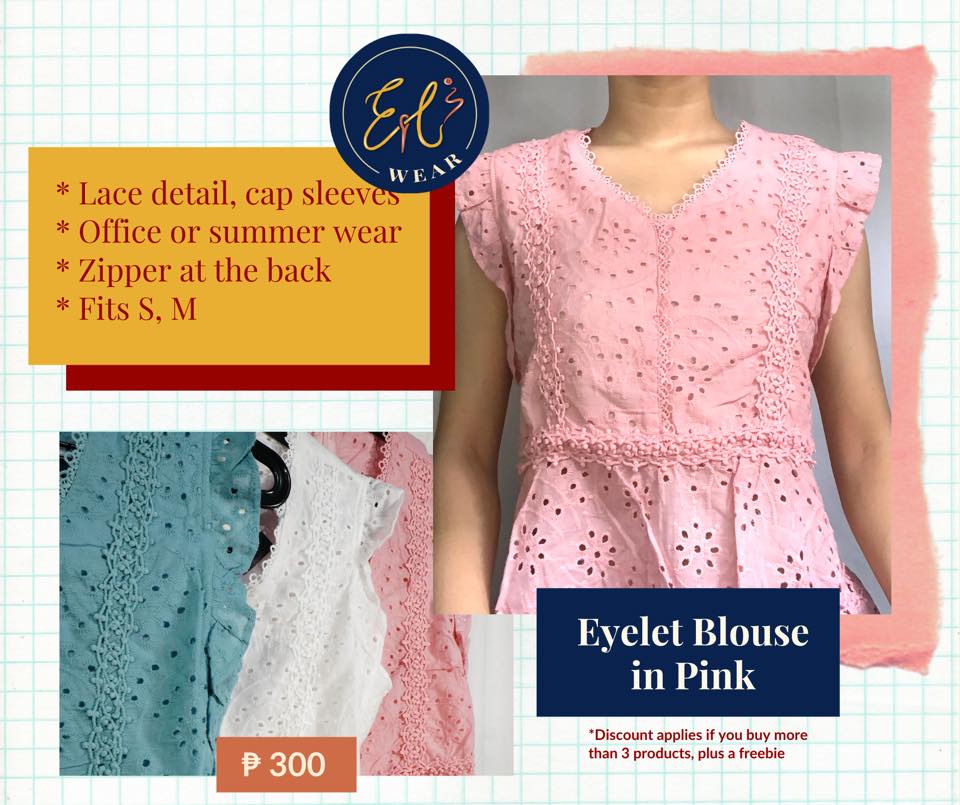 Epl's
WEAR
* Lace detail, cap sleeves
* Office or summer wear
* Zipper at the back
* Fits S, M
Eyelet Blouse
in Pink
*Discount applies if you buy more
than 3 products, plus a freebie
₱ 300